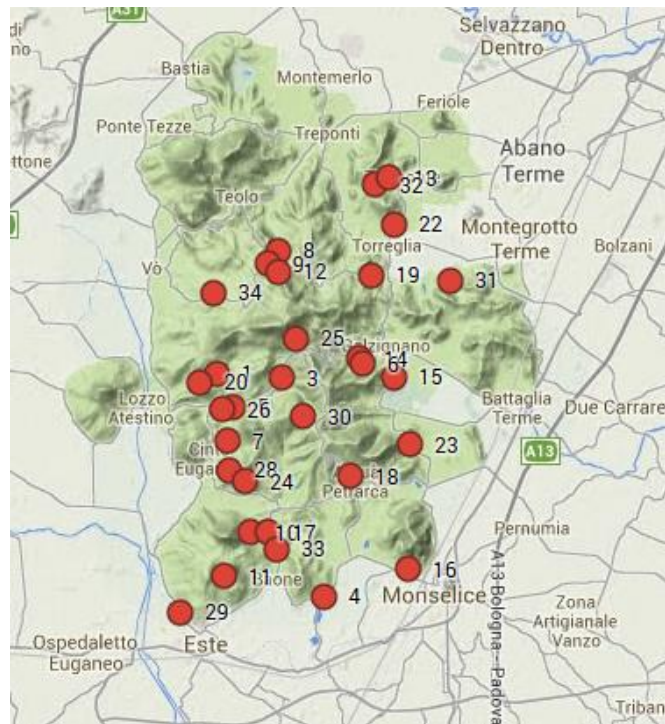 A31
Selvazzano
Dentro
Bastia
Montemerlo
Feriole
Ponte Tezze
Treponti
Abano
Terme
13
32
Teolo
22
Montegrotto
Terme
Torreglia
Bolzani
8
9
12
Vò
19
31
34
25
1
20
3
14
6
15
Lozzo
Atestino
26
30
Battaglia
Terme
Due Carrare
7
23
A13
28
24
18
Petrarca
Pernumia
10
17
33
11
16
4
Monselice
29
Zona
Artigianale
Vanzo
Ospedaletto
Euganeo
Este
A13 Bologna - Padova
Triban